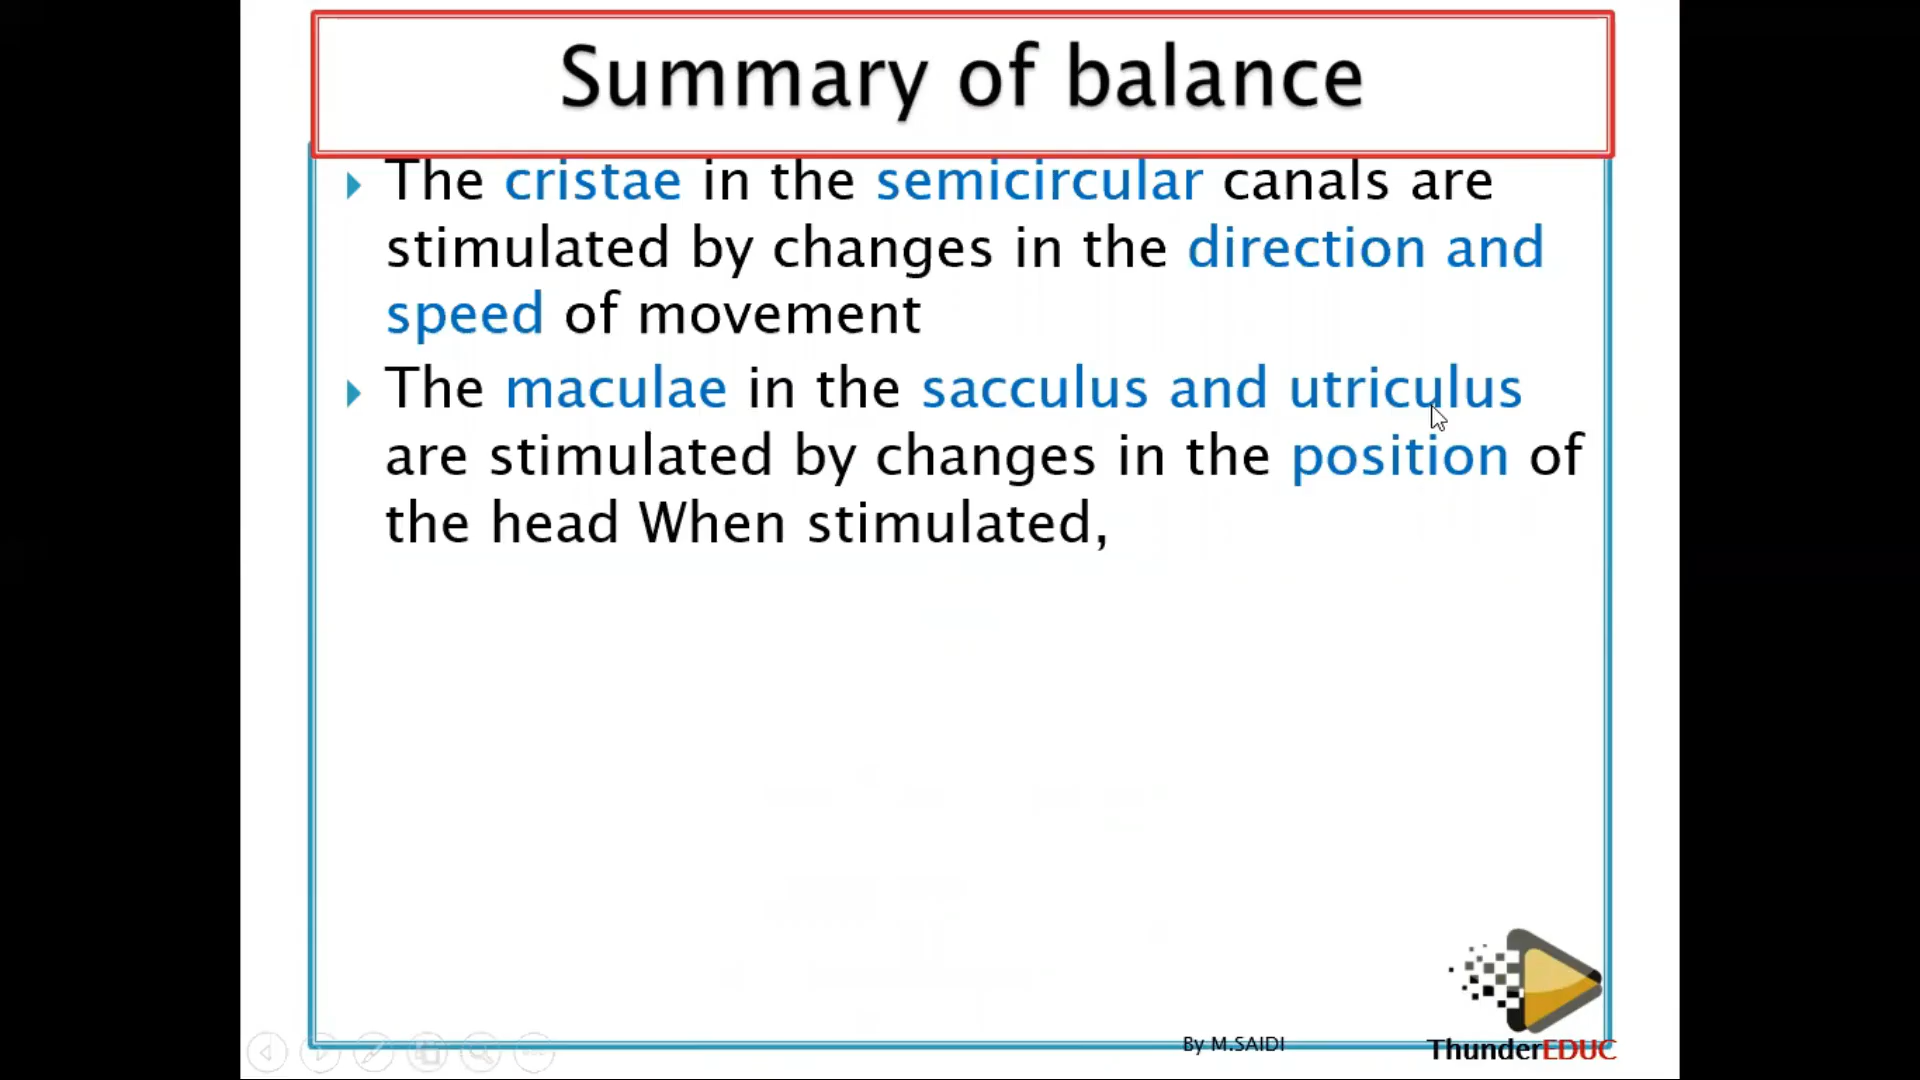 Summary of balance
The cristae in the semicircular canals are
stimulated by changes in the direction and
speed of movement
The maculae in the sacculus and utriculus
are stimulated by changes in the position of
the head When stimulated,
By M.SAIDI
ThunderEDUC